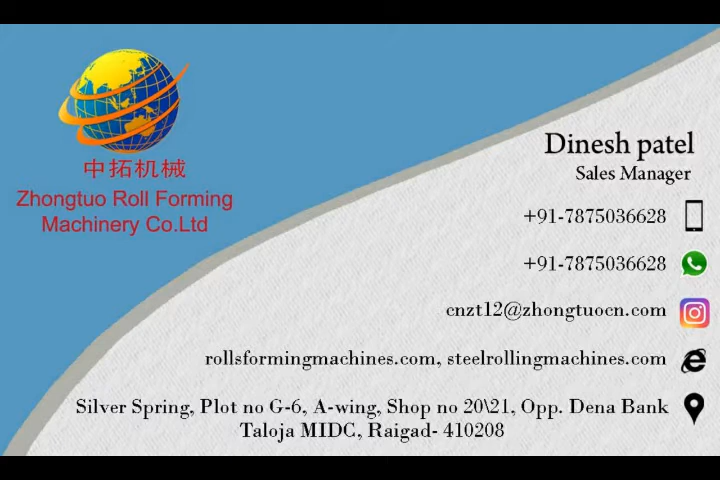 中拓机械
Zhongtuo Roll Forming
Machinery Co.Ltd
Dinesh patel
Sales Manager
+91-7875036628
+91-7875036628
cnzt12@zhongtuocn.com
rollsformingmachines.com, steelrollingmachines.com
Silver Spring, Plot no G-6, A-wing, Shop no 20\21, Opp. Dena Bank
Taloja MIDC, Raigad- 410208